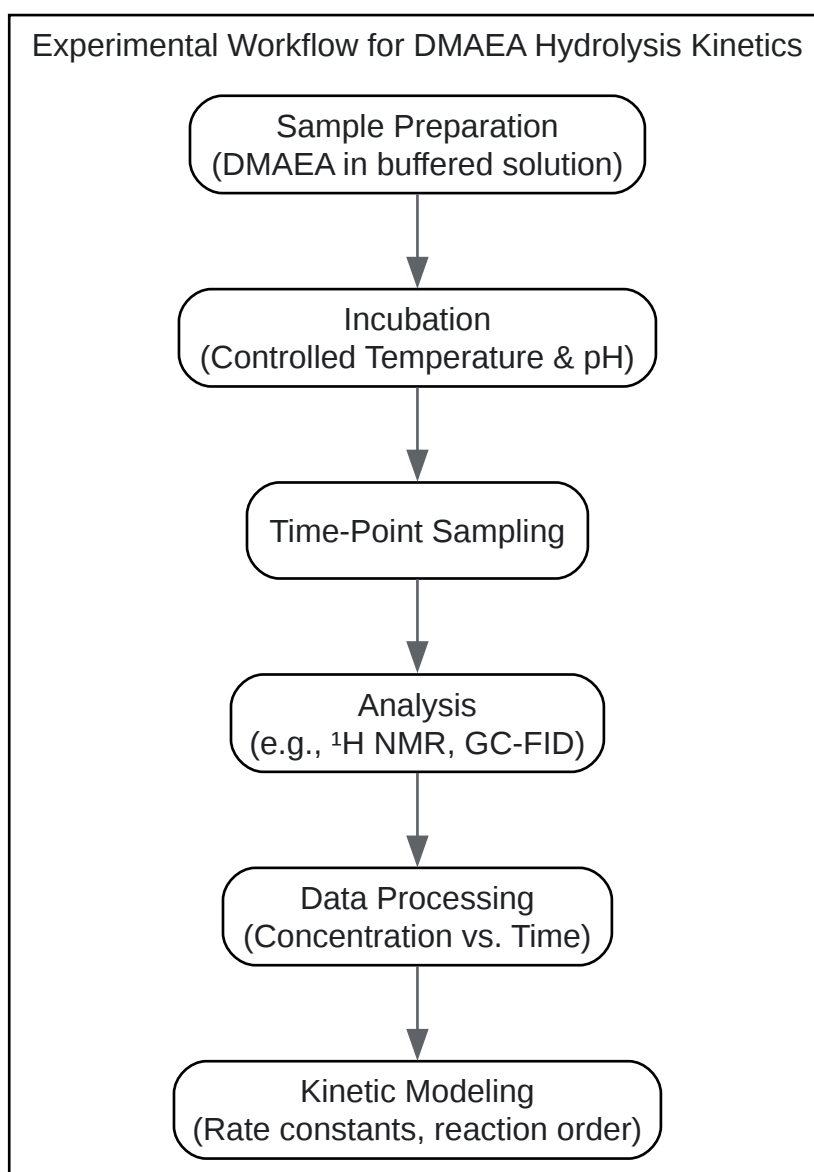 Experimental Workflow for DMAEA Hydrolysis Kinetics
Sample Preparation
(DMAEA in buffered solution)
Incubation
(Controlled Temperature & pH)
Time-Point Sampling
Analysis
(e.g., ¹H NMR, GC-FID)
Data Processing
(Concentration vs. Time)
Kinetic Modeling
(Rate constants, reaction order)